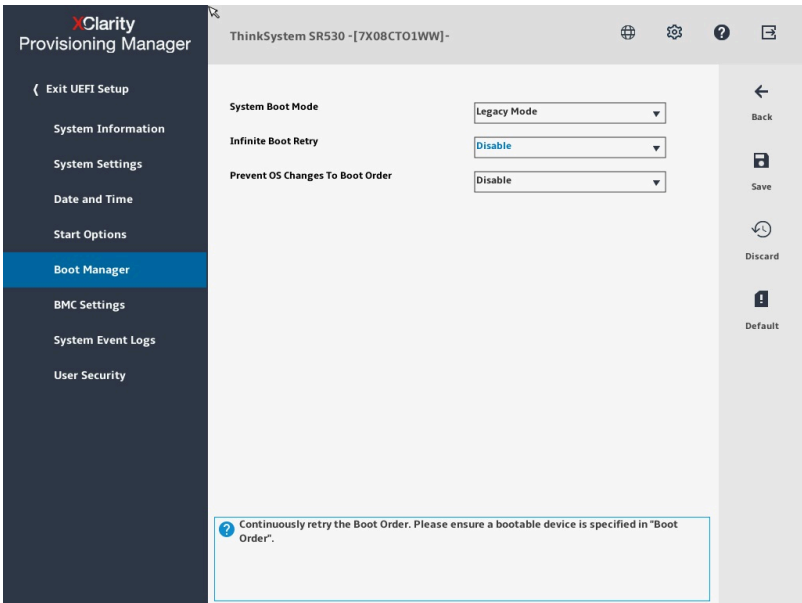 XClarity
Provisioning Manager
ThinkSystem SR530 -[7X08CTO1WW]-
Exit UEFI Setup
System Information
System Settings
Date and Time
Start Options
Boot Manager
BMC Settings
System Event Logs
User Security
System Boot Mode
Legacy Mode
Infinite Boot Retry
Disable
Prevent OS Changes To Boot Order
Disable
Back
Save
Discard
Default
Continuously retry the Boot Order. Please ensure a bootable device is specified in "Boot
Order".